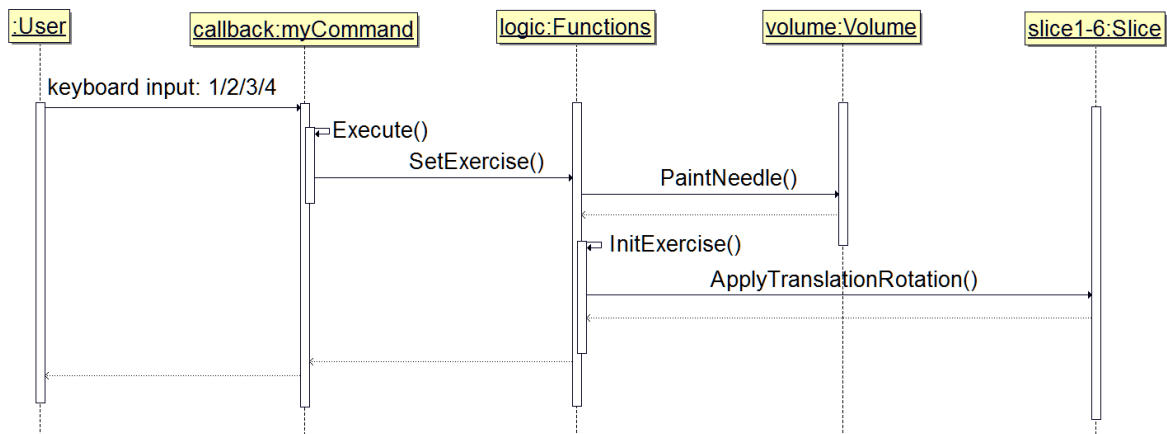 :User
callback:myCommand
logic:Functions
volume:Volume
slice1-6:Slice
keyboard input: 1/2/3/4
Execute()
SetExercise()
PaintNeedle()
InitExercise()
ApplyTranslationRotation()